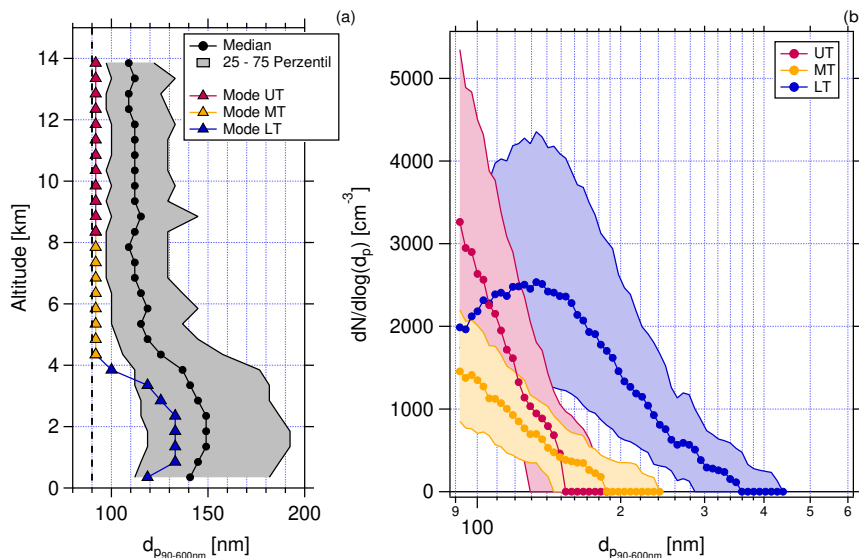 (a)
Median
25 - 75 Perzentil
Mode UT
Mode MT
Mode LT
14
12
10
8
6
4
2
0
Altitude [km]
100
150
200
dp90-600nm [nm]
(b)
UT
MT
LT
5000
4000
3000
2000
1000
0
dN/dlog(dp) [cm-3]
9
100
2
3
4
5
6
dp90-600nm [nm]